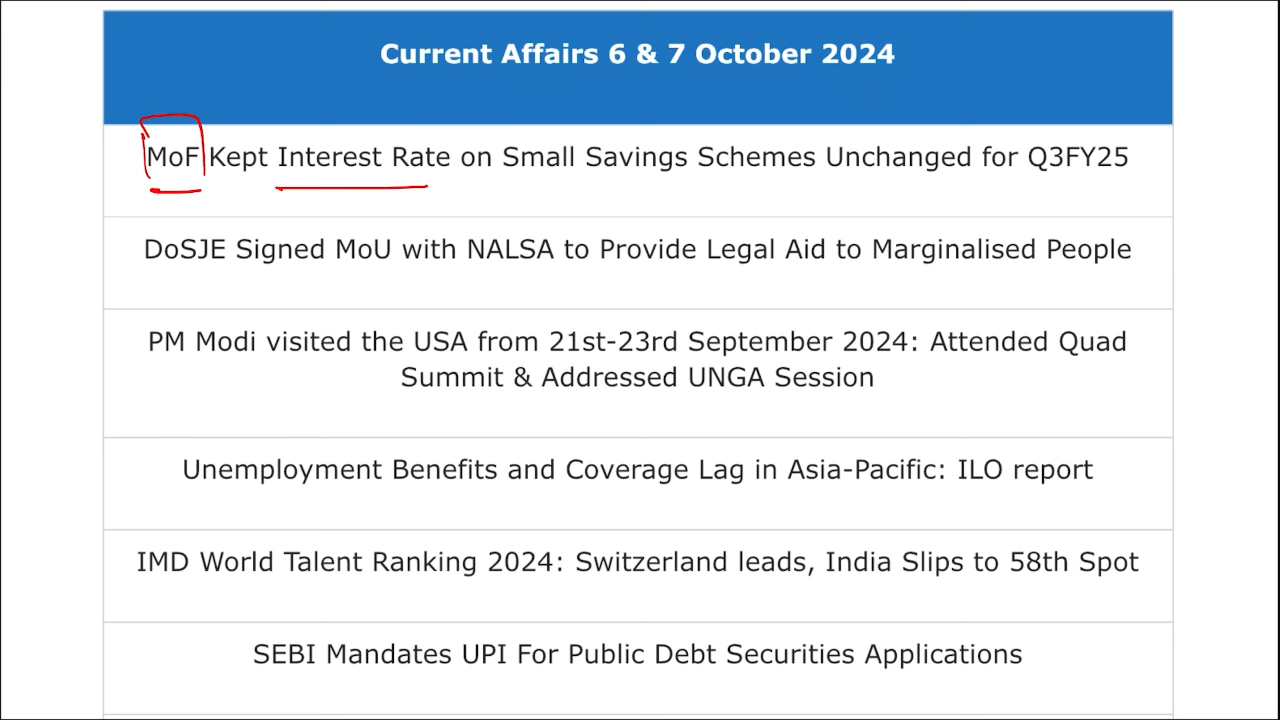 Current Affairs 6 & 7 October 2024
MoF Kept Interest Rate on Small Savings Schemes Unchanged for Q3FY25
DoSJE Signed MoU with NALSA to Provide Legal Aid to Marginalised People
PM Modi visited the USA from 21st-23rd September 2024: Attended Quad
Summit & Addressed UNGA Session
Unemployment Benefits and Coverage Lag in Asia-Pacific: ILO report
IMD World Talent Ranking 2024: Switzerland leads, India Slips to 58th Spot
SEBI Mandates UPI For Public Debt Securities Applications